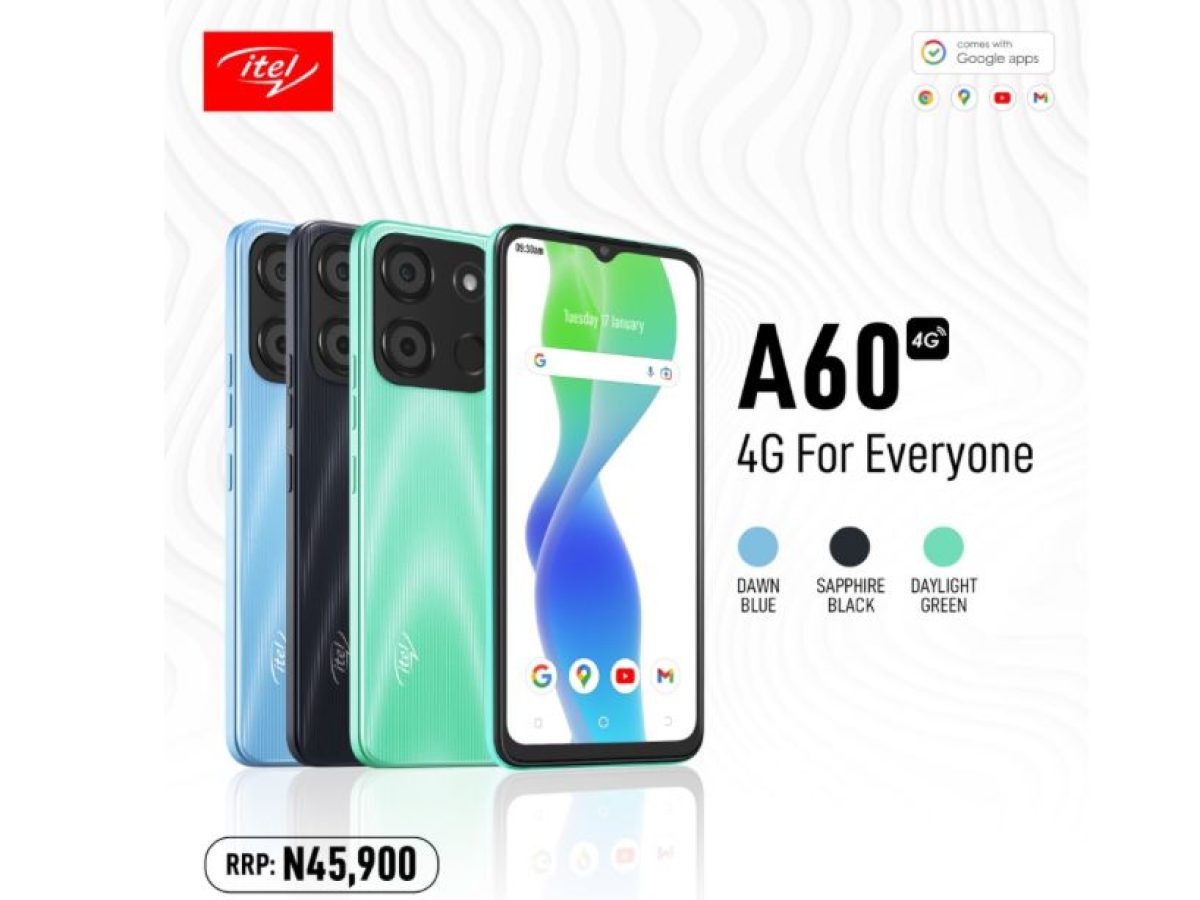 itel
comes with
Google apps
09:30am
Tuesday 17 January
A60 4G
4G For Everyone
DAWN
BLUE
SAPPHIRE
BLACK
DAYLIGHT
GREEN
itel
itel
itel
RRP: N45,900